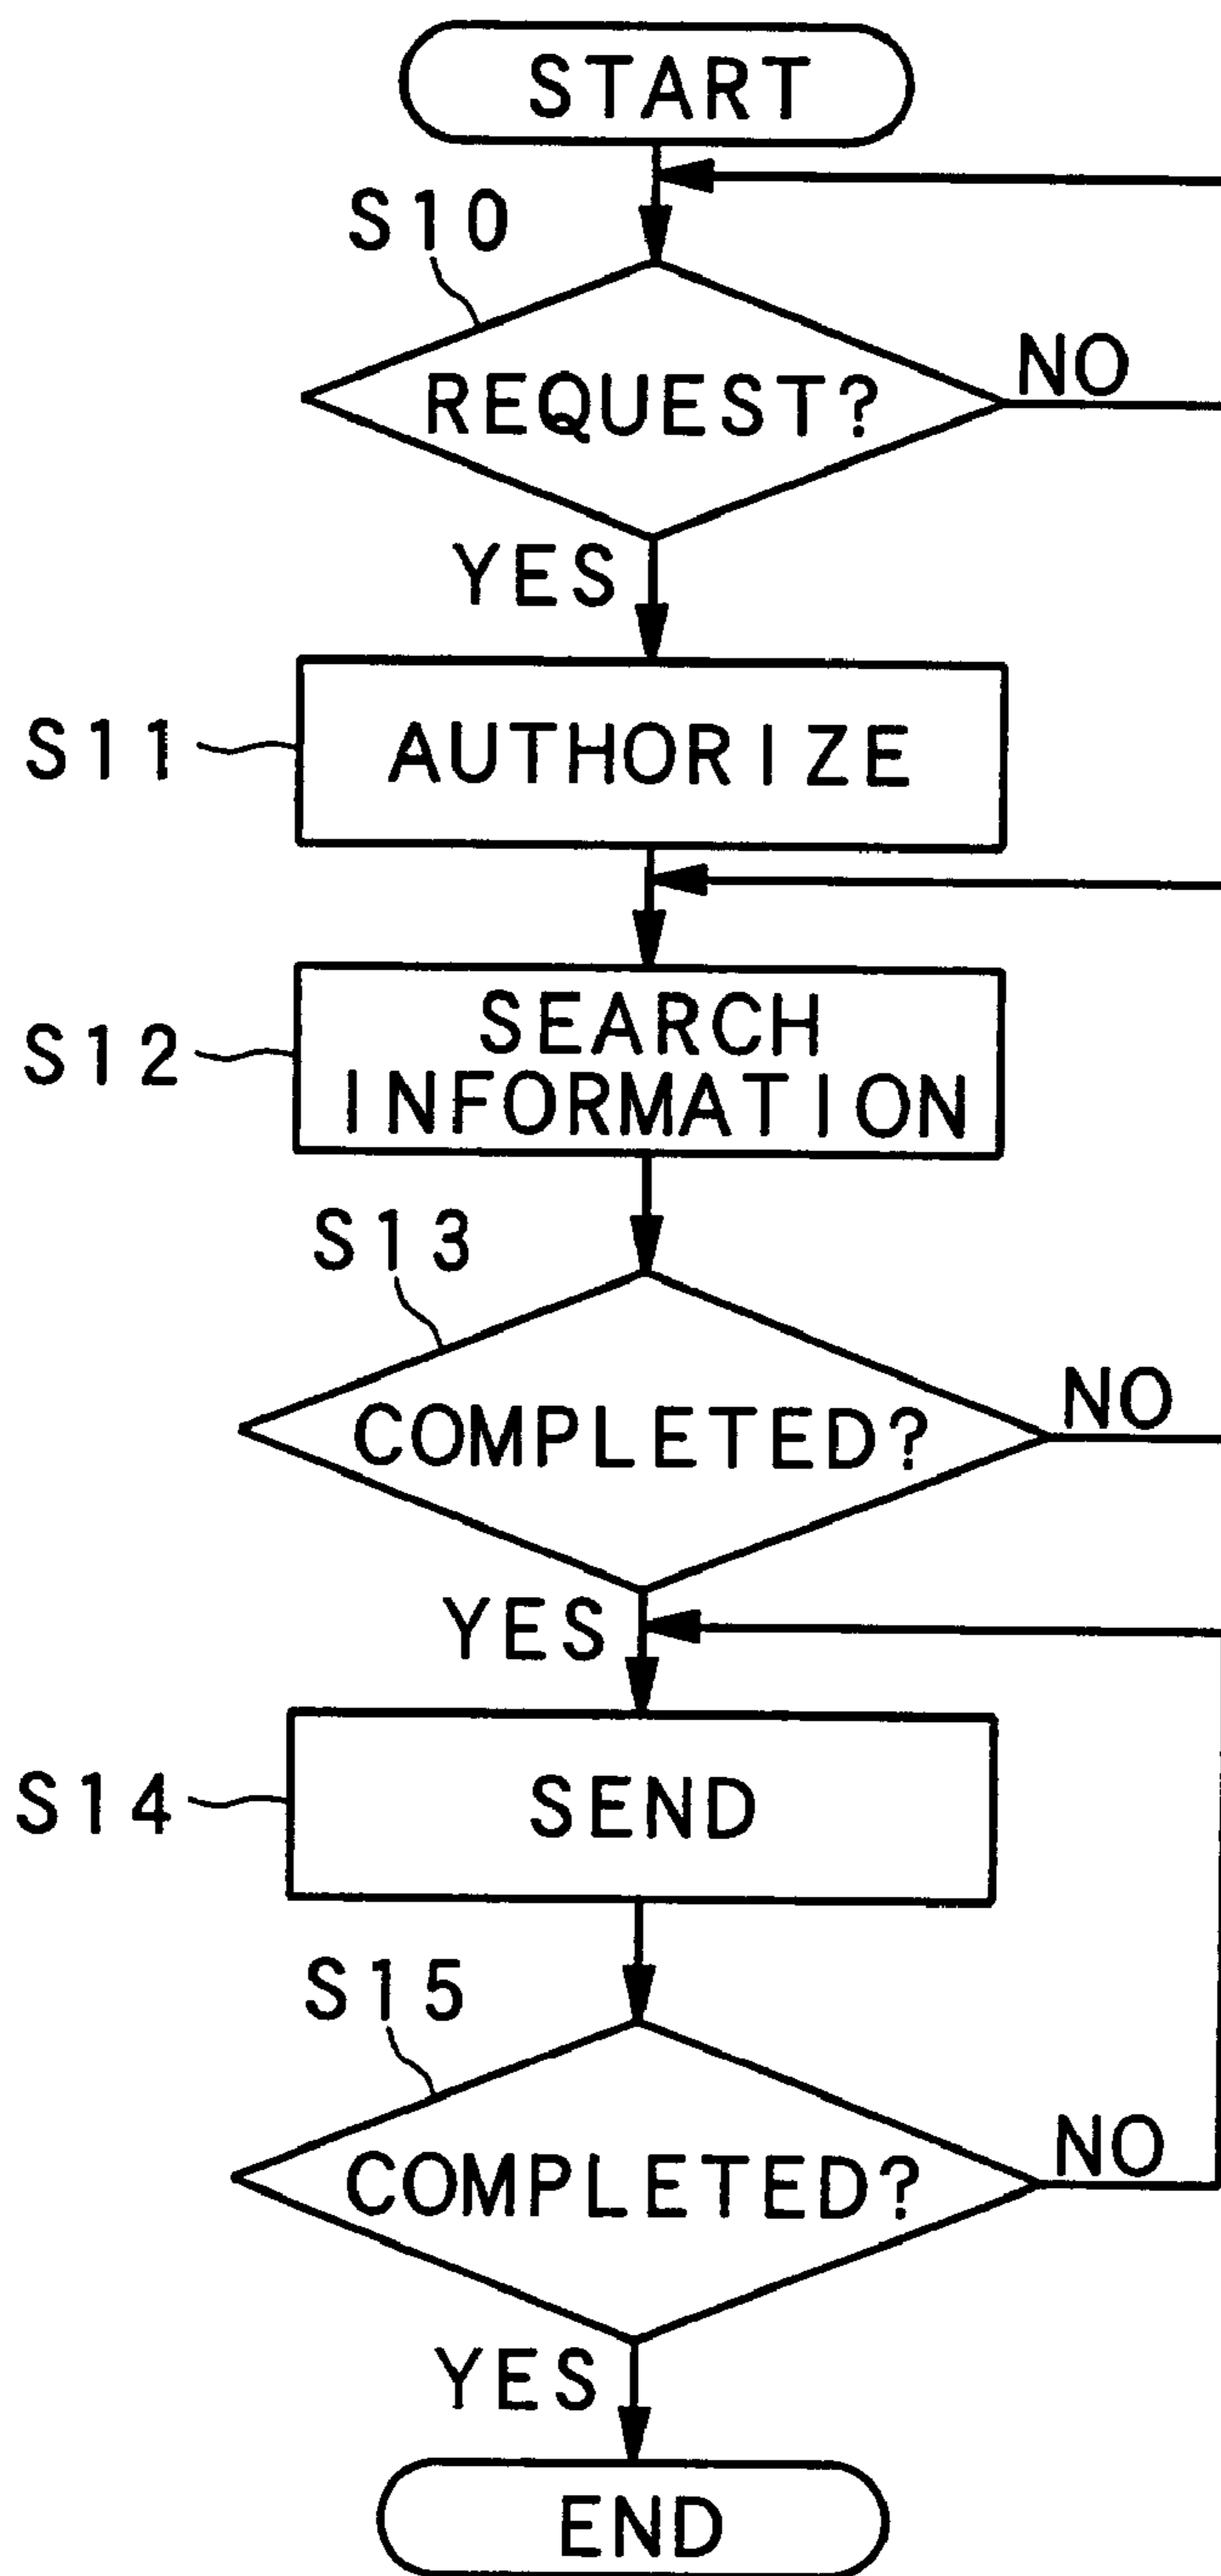 START
S10
REQUEST?
NO
YES
S11
AUTHORIZE
S12
SEARCH
INFORMATION
S13
COMPLETED?
NO
YES
S14
SEND
S15
COMPLETED?
NO
YES
END